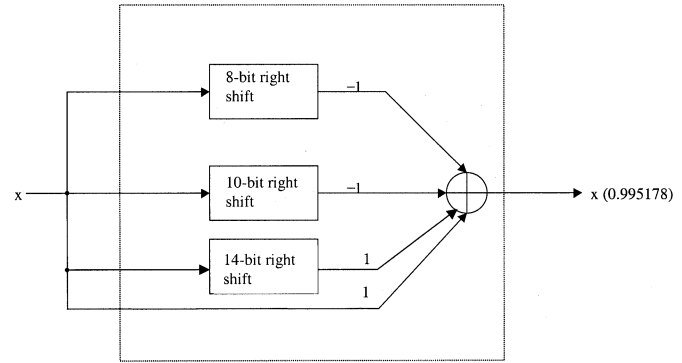 8-bit right
shift
–1
10-bit right
shift
–1
x
x (0.995178)
14-bit right
shift
1
1